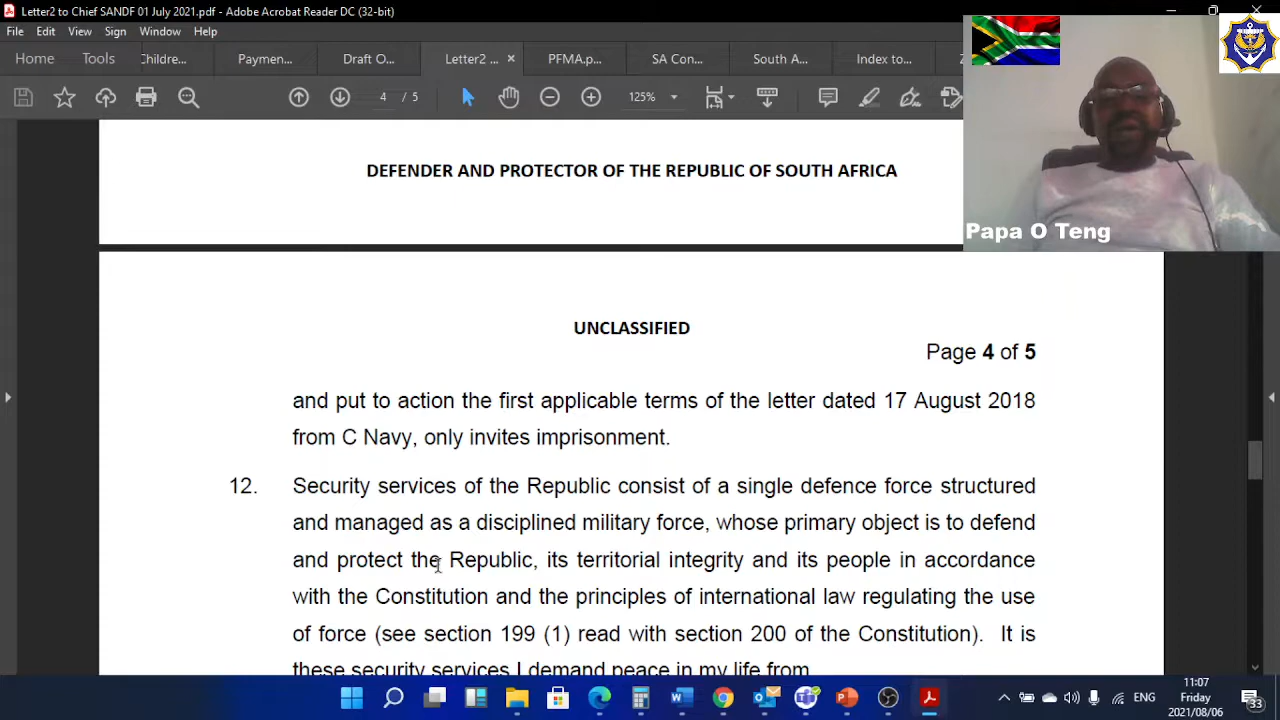 Letter2 to Chief SANDF 01 July 2021.pdf - Adobe Acrobat Reader DC (32-bit)
File Edit View Sign Window Help
Home Tools Childre... Paymen... Draft O... Letter2 ... × PFMA.p... SA Con... South A... Index to...
4 / 5 125%
DEFENDER AND PROTECTOR OF THE REPUBLIC OF SOUTH AFRICA
Papa O Teng
UNCLASSIFIED
Page 4 of 5
and put to action the first applicable terms of the letter dated 17 August 2018
from C Navy, only invites imprisonment.
12. Security services of the Republic consist of a single defence force structured
and managed as a disciplined military force, whose primary object is to defend
and protect the Republic, its territorial integrity and its people in accordance
with the Constitution and the principles of international law regulating the use
of force (see section 199 (1) read with section 200 of the Constitution). It is
these security services I demand peace in my life from
ENG
11:07
Friday
2021/08/06
33